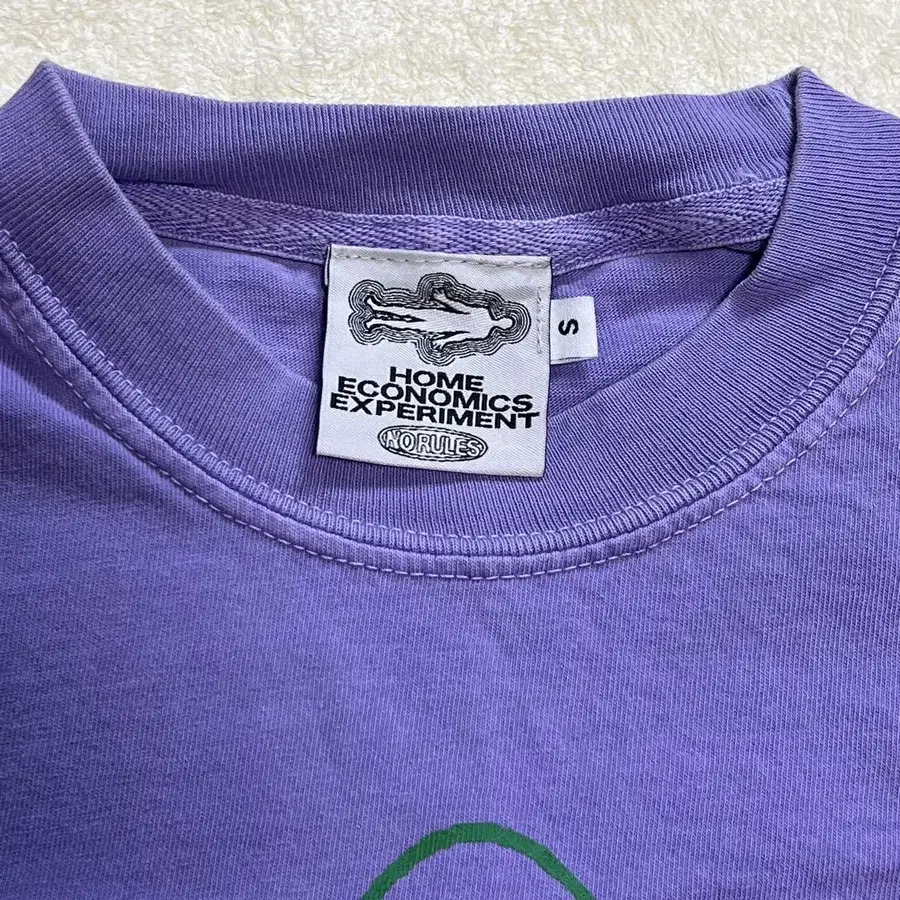 HOME
ECONOMICS
EXPERIMENT
NO RULES
S